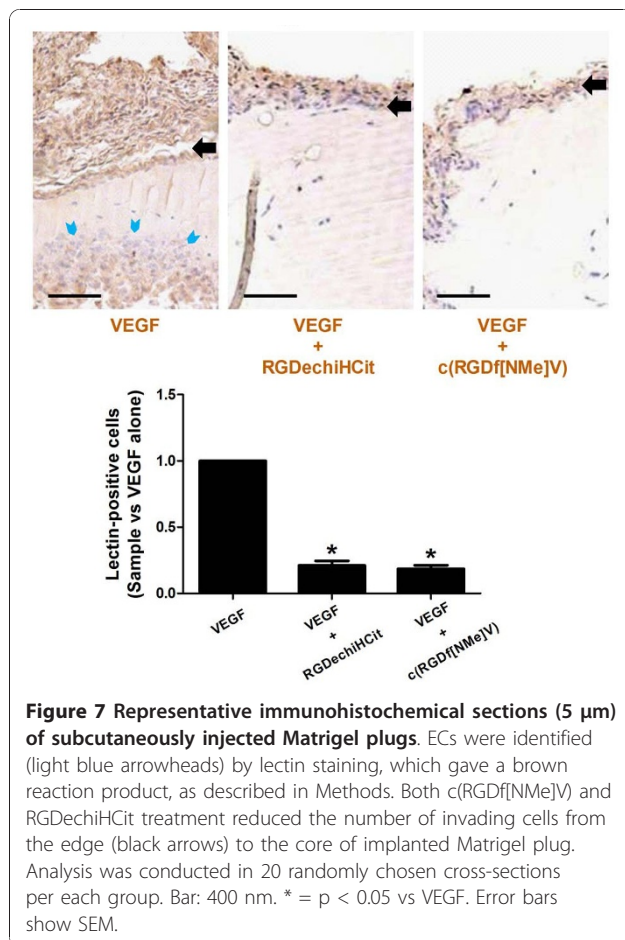 VEGF
VEGF
+
RGDechiHCit
VEGF
+
c(RGDf[NMe]V)
Lectin-positive cells
(Sample vs VEGF alone)
1.5
1.0
0.5
0.0
*
*
VEGF
VEGF
+
RGDechiHCit
VEGF
+
c(RGDf[NMe]V)
Figure 7 Representative immunohistochemical sections (5 μm)
of subcutaneously injected Matrigel plugs. ECs were identified
(light blue arrowheads) by lectin staining, which gave a brown
reaction product, as described in Methods. Both c(RGDf[NMe]V) and
RGDechiHCit treatment reduced the number of invading cells from
the edge (black arrows) to the core of implanted Matrigel plug.
Analysis was conducted in 20 randomly chosen cross-sections
per each group. Bar: 400 nm. * = p < 0.05 vs VEGF. Error bars
show SEM.